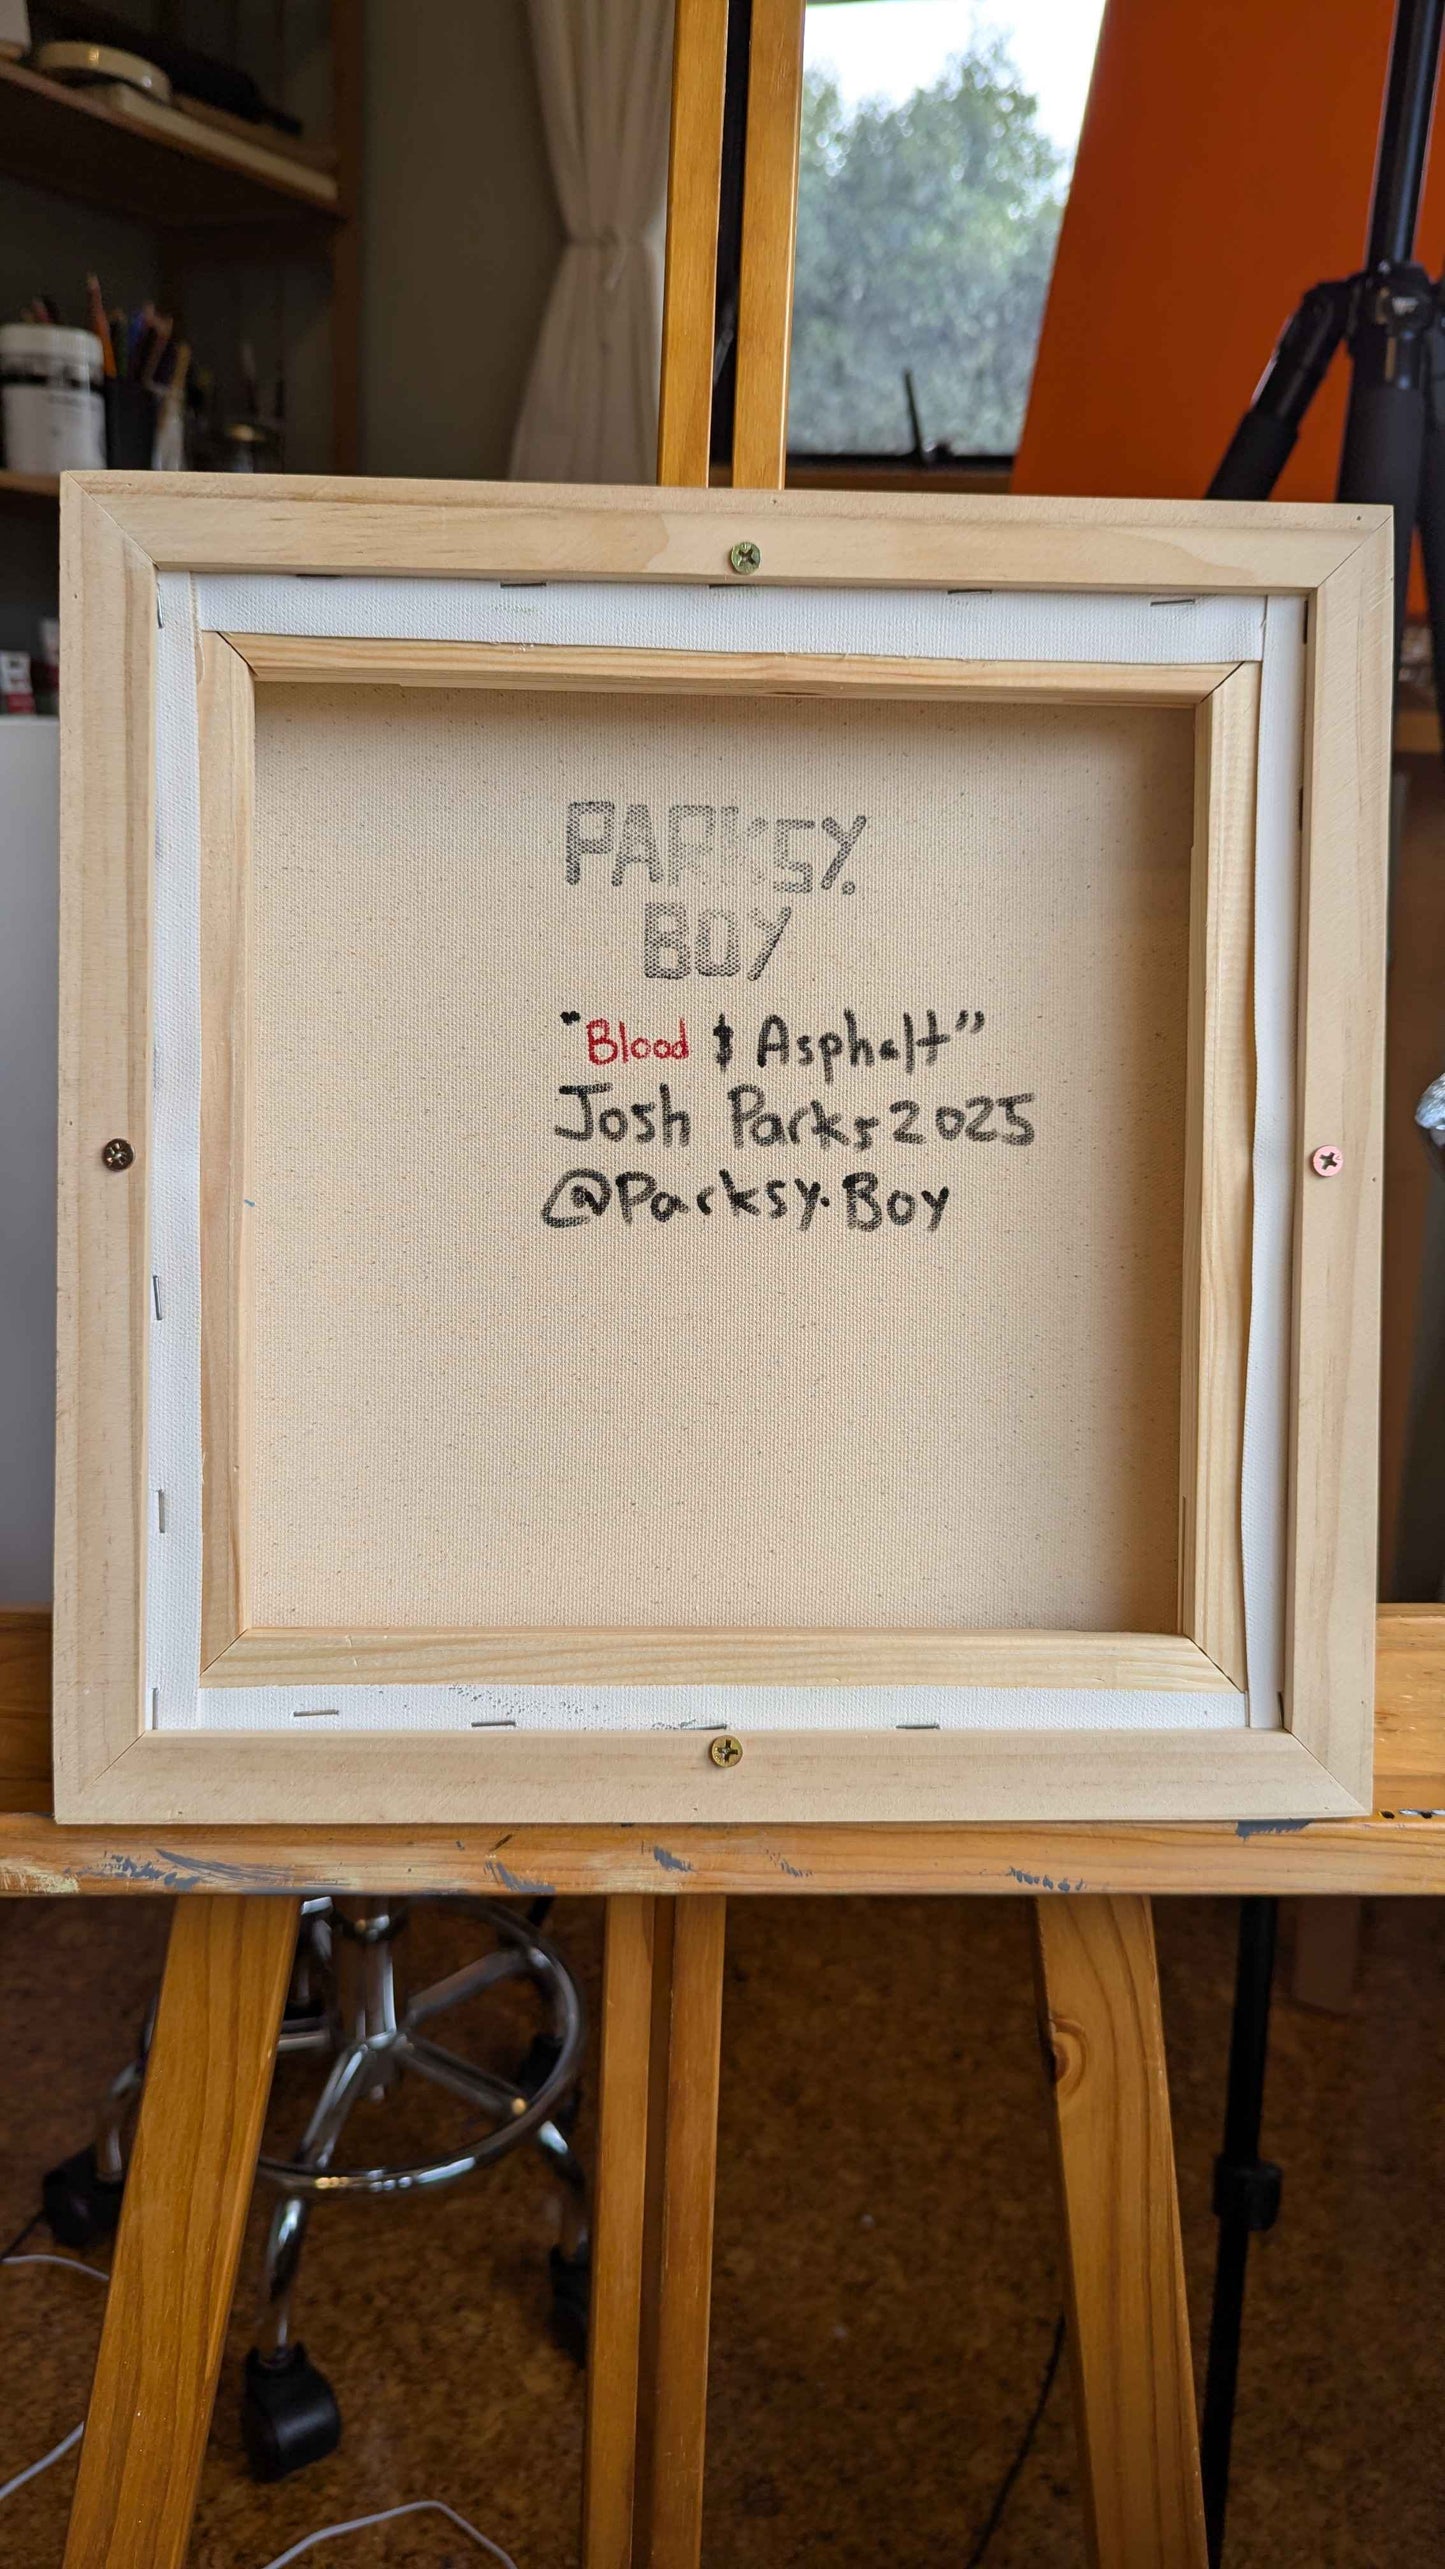 PARKSY.
BOY
"Blood & Asphalt"
Josh Parks 2025
@Parksy.Boy